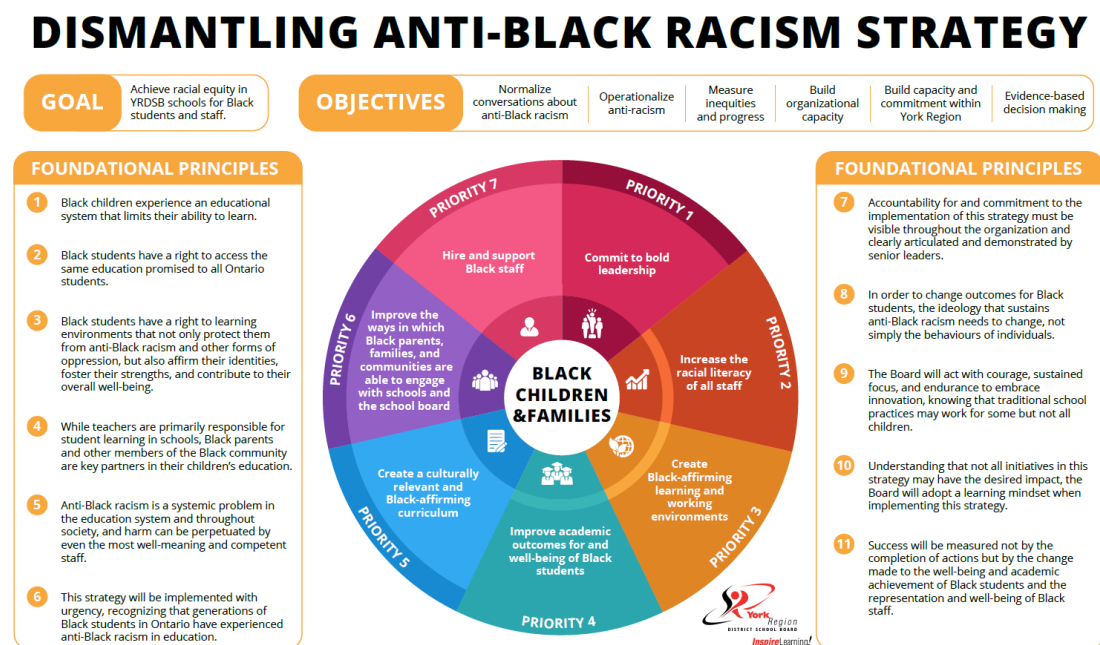 DISMANTLING ANTI-BLACK RACISM STRATEGY
GOAL
Achieve racial equity in
YRDSB schools for Black
students and staff.
OBJECTIVES
Normalize
conversations about
anti-Black racism
Operationalize
anti-racism
Measure
inequities
and progress
Build
organizational
capacity
Build capacity and
commitment within
York Region
Evidence-based
decision making
FOUNDATIONAL PRINCIPLES
1
Black children experience an educational
system that limits their ability to learn.
2
Black students have a right to access the
same education promised to all Ontario
students.
3
Black students have a right to learning
environments that not only protect them
from anti-Black racism and other forms of
oppression, but also affirm their identities,
foster their strengths, and contribute to their
overall well-being.
4
While teachers are primarily responsible for
student learning in schools, Black parents
and other members of the Black community
are key partners in their children's education.
5
Anti-Black racism is a systemic problem in
the education system and throughout
society, and harm can be perpetuated by
even the most well-meaning and competent
staff.
6
This strategy will be implemented with
urgency, recognizing that generations of
Black students in Ontario have experienced
anti-Black racism in education.
PRIORITY 1
Commit to bold
leadership
PRIORITY 2
Increase the
racial literacy
of all staff
PRIORITY 3
Create
Black-affirming
learning and
working
environments
PRIORITY 4
Improve academic
outcomes for and
well-being of Black
students
PRIORITY 5
Create a culturally
relevant and
Black-affirming
curriculum
PRIORITY 6
Improve the
ways in which
Black parents,
families, and
communities are
able to engage
with schools and
the school board
PRIORITY 7
Hire and support
Black staff
BLACK
CHILDREN
&FAMILIES
York Region
DISTRICT SCHOOL BOARD
InspireLearning!
FOUNDATIONAL PRINCIPLES
7
Accountability for and commitment to the
implementation of this strategy must be
visible throughout the organization and
clearly articulated and demonstrated by
senior leaders.
8
In order to change outcomes for Black
students, the ideology that sustains
anti-Black racism needs to change, not
simply the behaviours of individuals.
9
The Board will act with courage, sustained
focus, and endurance to embrace
innovation, knowing that traditional school
practices may work for some but not all
children.
10
Understanding that not all initiatives in this
strategy may have the desired impact, the
Board will adopt a learning mindset when
implementing this strategy.
11
Success will be measured not by the
completion of actions but by the change
made to the well-being and academic
achievement of Black students and the
representation and well-being of Black
staff.